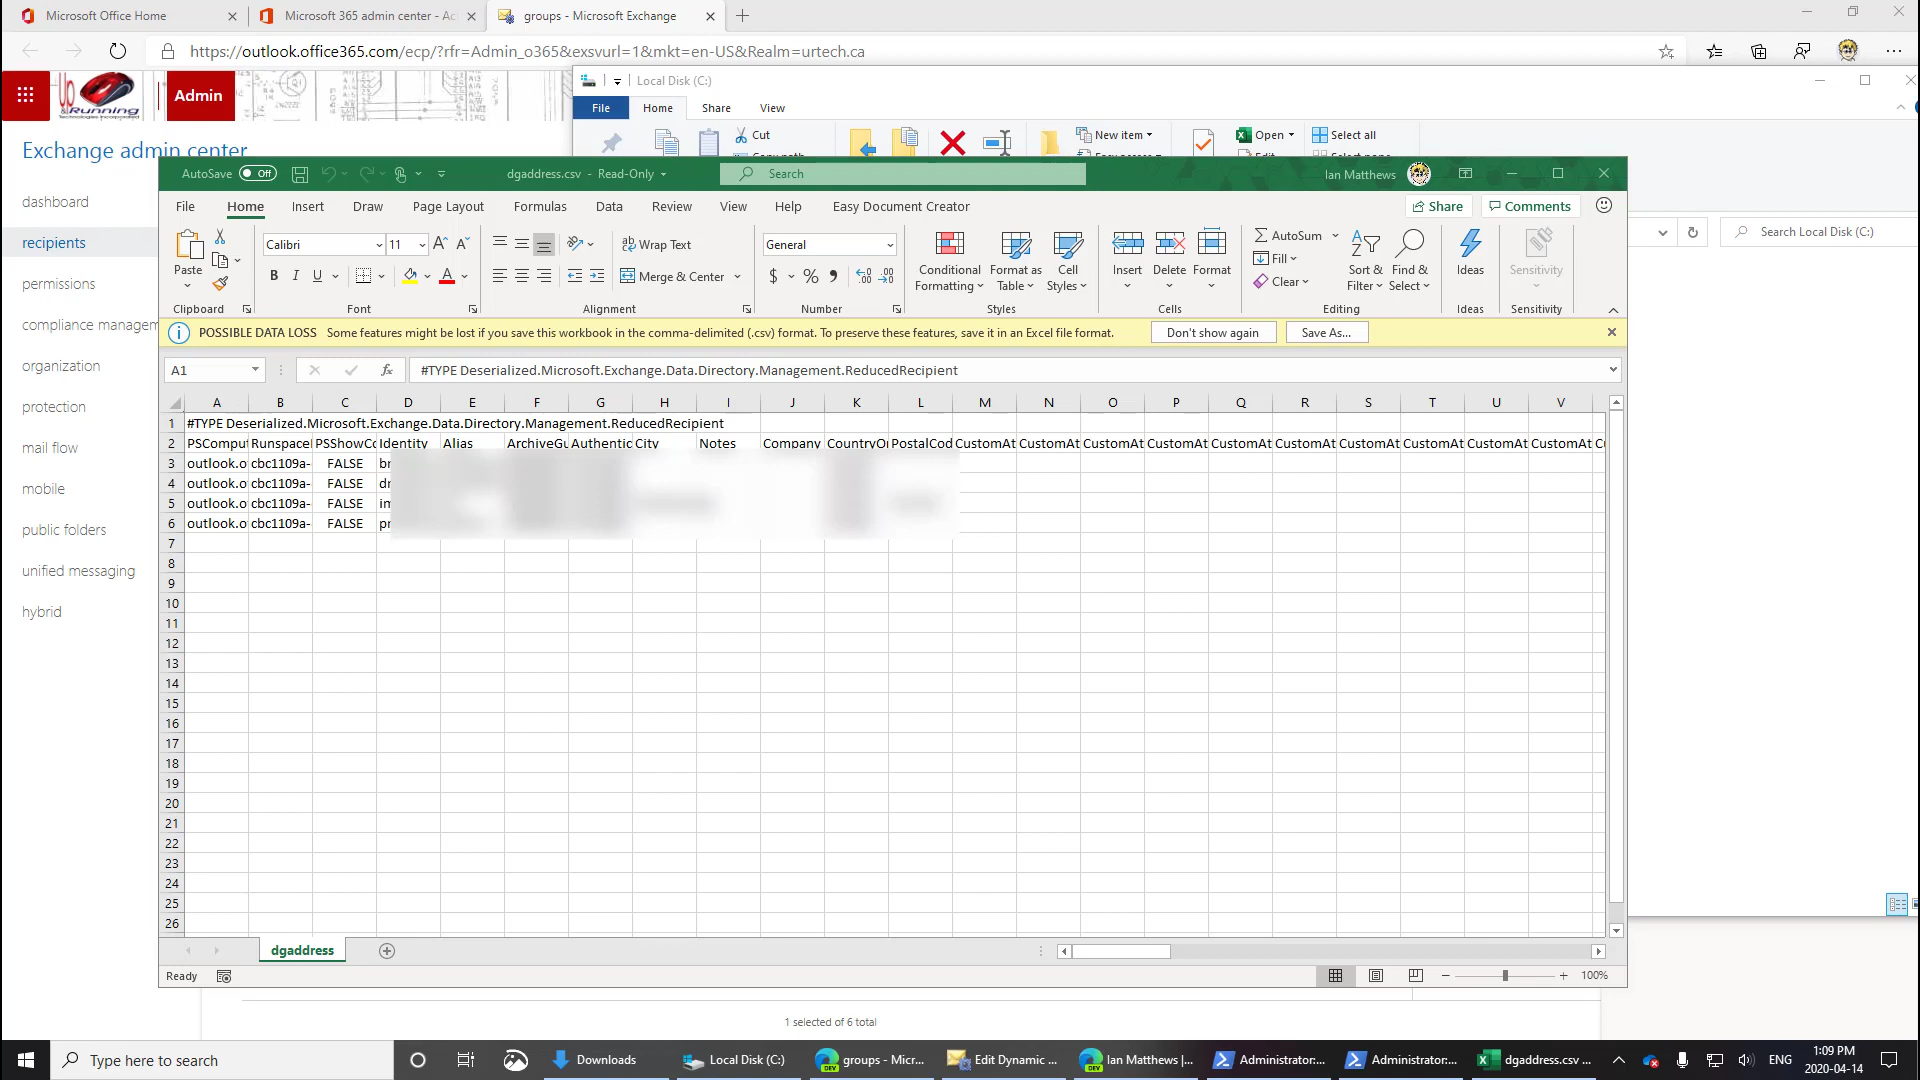 Microsoft Office Home
Microsoft 365 admin center - Ac
groups - Microsoft Exchange
https://outlook.office365.com/ecp/?rfr=Admin_o365&exsvurl=1&mkt=en-US&Realm=urtech.ca
Up & Running
Technologies Incorporated
Admin
Local Disk (C:)
File
Home
Share
View
Cut
New item
Open
Select all
Exchange admin center
dashboard
recipients
permissions
compliance managem
organization
protection
mail flow
mobile
public folders
unified messaging
hybrid
Search Local Disk (C:)
AutoSave Off
dgaddress.csv - Read-Only
Search
Ian Matthews
File
Home
Insert
Draw
Page Layout
Formulas
Data
Review
View
Help
Easy Document Creator
Share
Comments
Paste
Calibri
11
Wrap Text
Merge & Center
General
Conditional Formatting
Format as Table
Cell Styles
Insert
Delete
Format
AutoSum
Fill
Clear
Sort & Filter
Find & Select
Ideas
Sensitivity
Clipboard
Font
Alignment
Number
Styles
Cells
Editing
Ideas
Sensitivity
POSSIBLE DATA LOSS Some features might be lost if you save this workbook in the comma-delimited (.csv) format. To preserve these features, save it in an Excel file format.
Don't show again
Save As...
A1
fx
#TYPE Deserialized.Microsoft.Exchange.Data.Directory.Management.ReducedRecipient
A B C D E F G H I J K L M N O P Q R S T U V
1 #TYPE Deserialized.Microsoft.Exchange.Data.Directory.Management.ReducedRecipient
2 PSComput RunspaceI PSShowCo Identity Alias ArchiveGu Authentic City Notes Company CountryOr PostalCod CustomAt CustomAt CustomAt CustomAt CustomAt CustomAt CustomAt CustomAt CustomAt CustomAt Cu
3 outlook.o cbc1109a- FALSE br
4 outlook.o cbc1109a- FALSE dr
5 outlook.o cbc1109a- FALSE im
6 outlook.o cbc1109a- FALSE pr
7
8
9
10
11
12
13
14
15
16
17
18
19
20
21
22
23
24
25
26
dgaddress
Ready
100%
1 selected of 6 total
Type here to search
Downloads
Local Disk (C:)
groups - Micr...
Edit Dynamic ...
Ian Matthews |...
Administrator:...
Administrator:...
dgaddress.csv ...
ENG
1:09 PM
2020-04-14